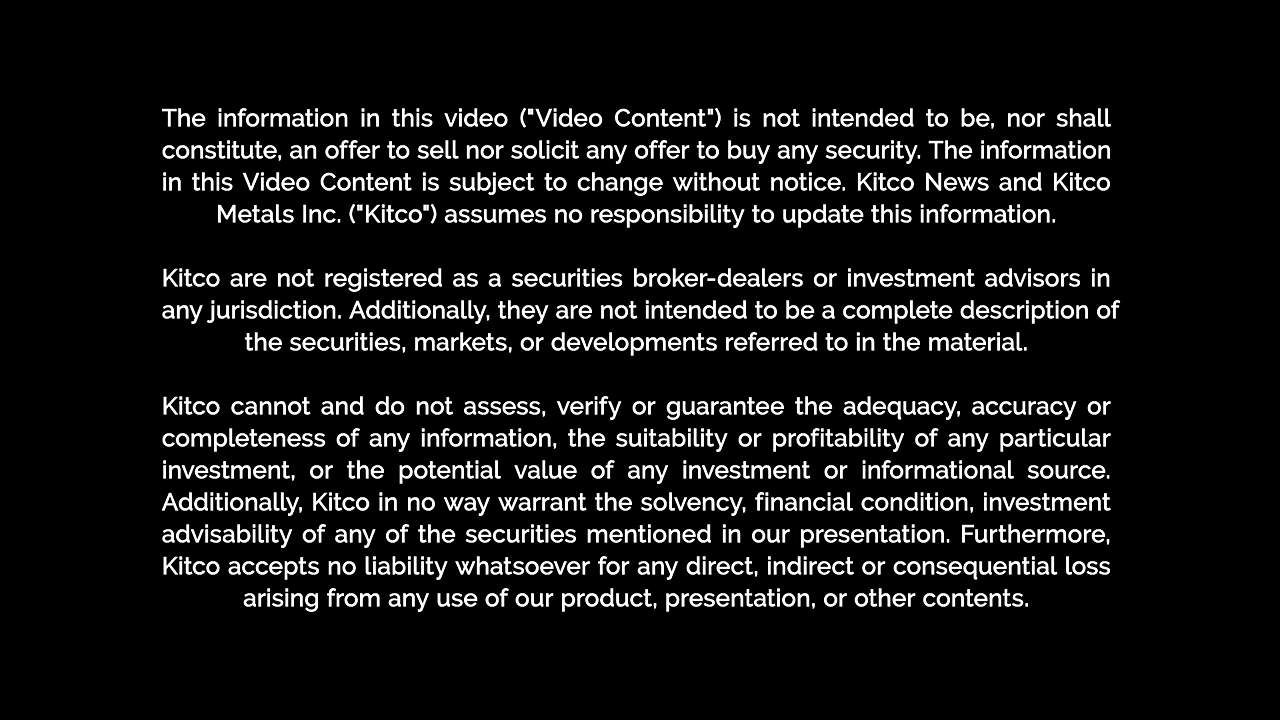 The information in this video ("Video Content") is not intended to be, nor shall
constitute, an offer to sell nor solicit any offer to buy any security. The information
in this Video Content is subject to change without notice. Kitco News and Kitco
Metals Inc. ("Kitco") assumes no responsibility to update this information.
Kitco are not registered as a securities broker-dealers or investment advisors in
any jurisdiction. Additionally, they are not intended to be a complete description of
the securities, markets, or developments referred to in the material.
Kitco cannot and do not assess, verify or guarantee the adequacy, accuracy or
completeness of any information, the suitability or profitability of any particular
investment, or the potential value of any investment or informational source.
Additionally, Kitco in no way warrant the solvency, financial condition, investment
advisability of any of the securities mentioned in our presentation. Furthermore,
Kitco accepts no liability whatsoever for any direct, indirect or consequential loss
arising from any use of our product, presentation, or other contents.